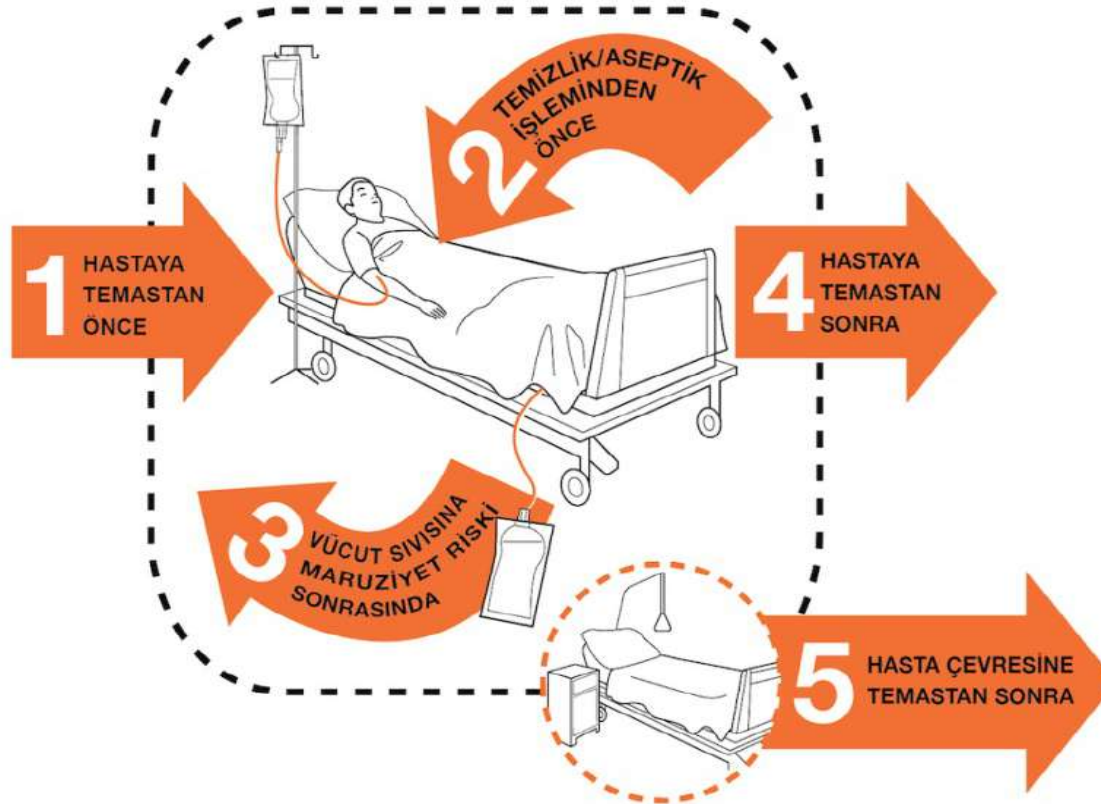 1
HASTAYA
TEMASTAN
ÖNCE
2
TEMİZLİK/ASEPTİK
İŞLEMİNDEN
ÖNCE
3
VÜCUT SIVISINA
MARUZİYET RİSKİ
SONRASINDA
4
HASTAYA
TEMASTAN
SONRA
5
HASTA ÇEVRESİNE
TEMASTAN SONRA